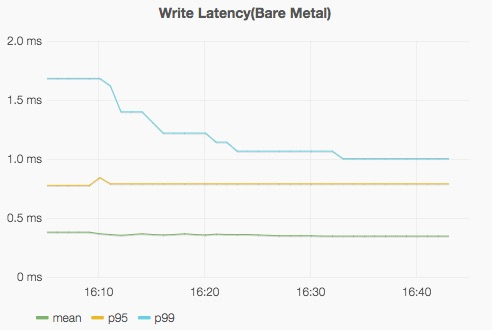 Write Latency(Bare Metal)
2.0 ms
1.5 ms
1.0 ms
0.5 ms
0 ms
16:10 16:20 16:30 16:40
mean p95 p99